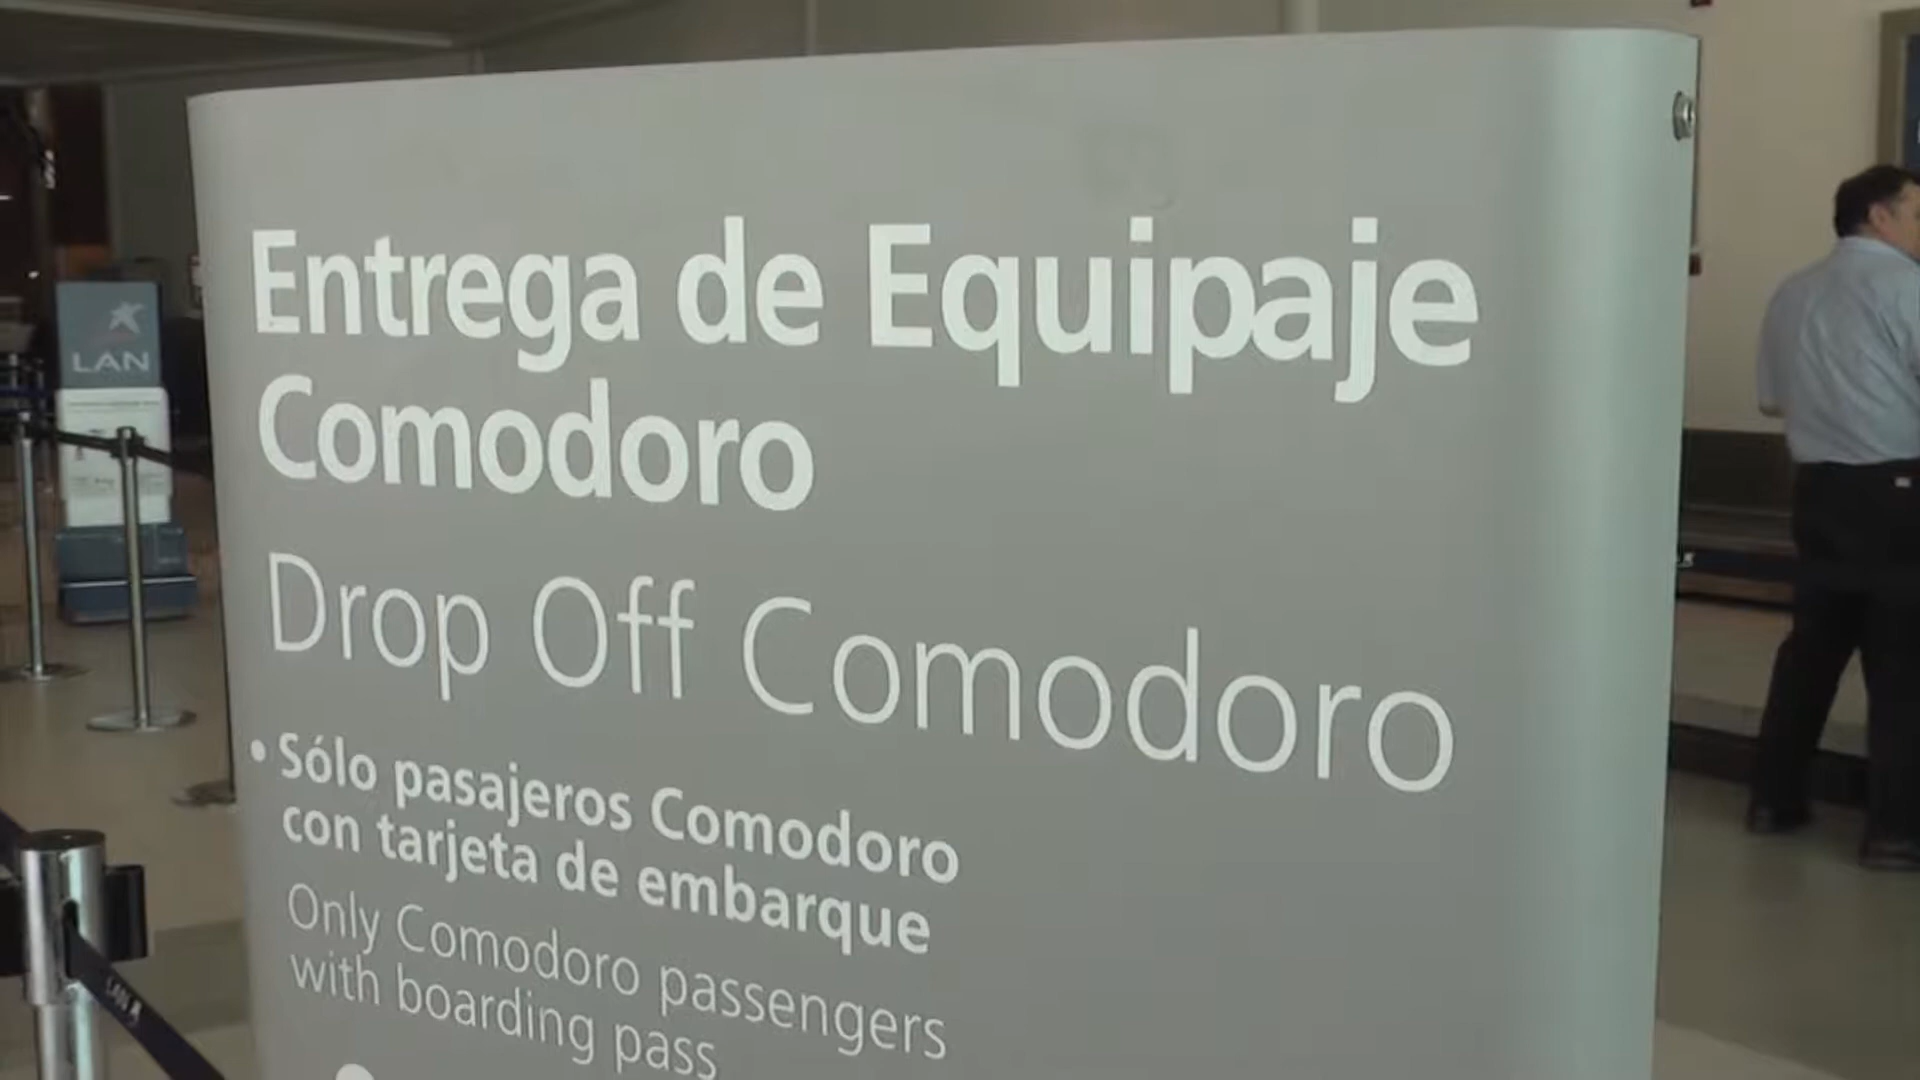 Entrega de Equipaje
Comodoro
Drop Off Comodoro
• Sólo pasajeros Comodoro
con tarjeta de embarque
Only Comodoro passengers
with boarding pass
LAN
LAN